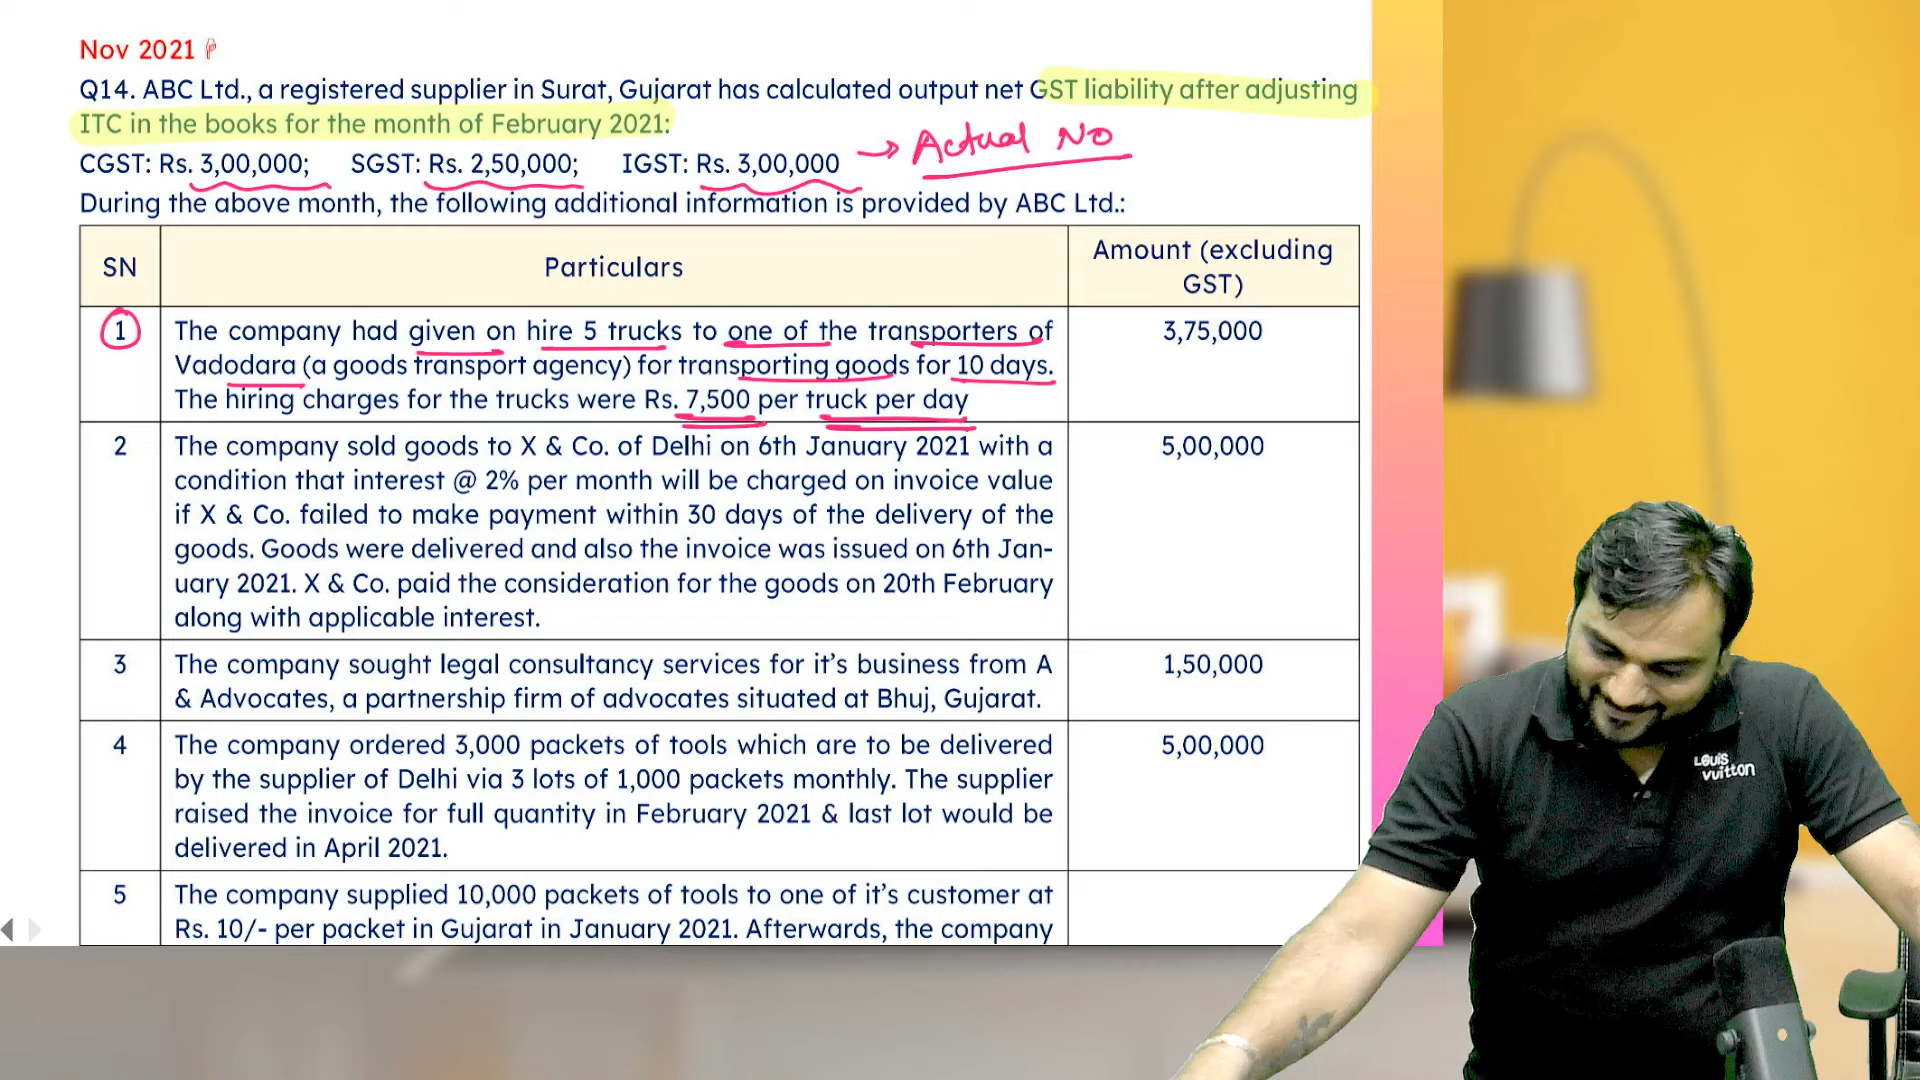 Nov 2021
Q14. ABC Ltd., a registered supplier in Surat, Gujarat has calculated output net GST liability after adjusting
ITC in the books for the month of February 2021:
CGST: Rs. 3,00,000; SGST: Rs. 2,50,000; IGST: Rs. 3,00,000 → Actual No
During the above month, the following additional information is provided by ABC Ltd.:
SN Particulars Amount (excluding
GST)
1 The company had given on hire 5 trucks to one of the transporters of 3,75,000
Vadodara (a goods transport agency) for transporting goods for 10 days.
The hiring charges for the trucks were Rs. 7,500 per truck per day
2 The company sold goods to X & Co. of Delhi on 6th January 2021 with a 5,00,000
condition that interest @ 2% per month will be charged on invoice value
if X & Co. failed to make payment within 30 days of the delivery of the
goods. Goods were delivered and also the invoice was issued on 6th Jan-
uary 2021. X & Co. paid the consideration for the goods on 20th February
along with applicable interest.
3 The company sought legal consultancy services for it's business from A 1,50,000
& Advocates, a partnership firm of advocates situated at Bhuj, Gujarat.
4 The company ordered 3,000 packets of tools which are to be delivered 5,00,000
by the supplier of Delhi via 3 lots of 1,000 packets monthly. The supplier
raised the invoice for full quantity in February 2021 & last lot would be
delivered in April 2021.
5 The company supplied 10,000 packets of tools to one of it's customer at
Rs. 10/- per packet in Gujarat in January 2021. Afterwards, the company
Louis
vuitton